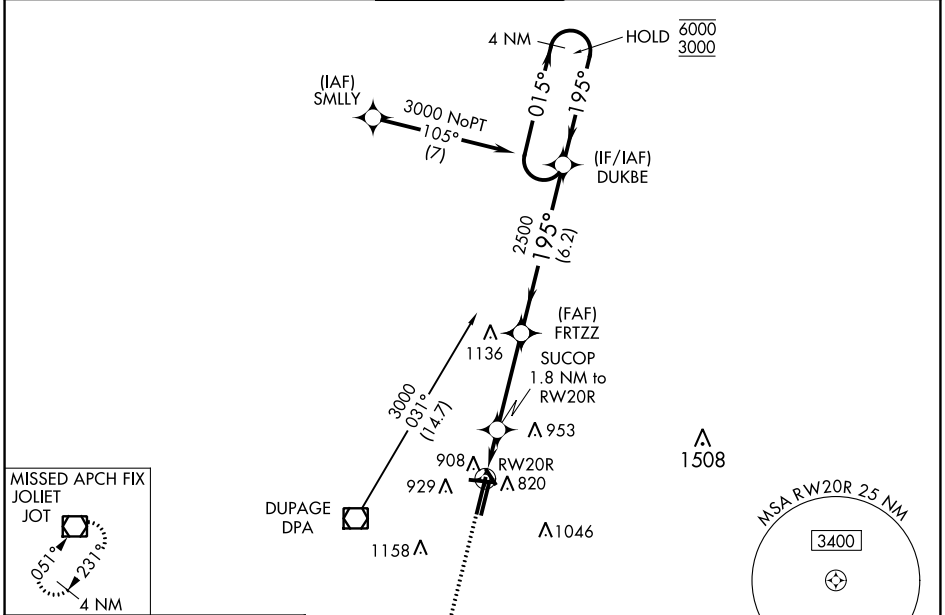 4 NM
HOLD
6000
3000
015°
195°
(IAF)
SMLLY
3000 NoPT
105°
(7)
(IF/IAF)
DUKBE
2500
195°
(6.2)
(FAF)
FRTZZ
1136
SUCOP
1.8 NM to
RW20R
3000
031°
(14.7)
953
908
RW20R
929
820
1508
DUPAGE
DPA
1158
1046
MISSED APCH FIX
JOLIET
JOT
051°
231°
4 NM
MSA RW20R 25 NM
3400